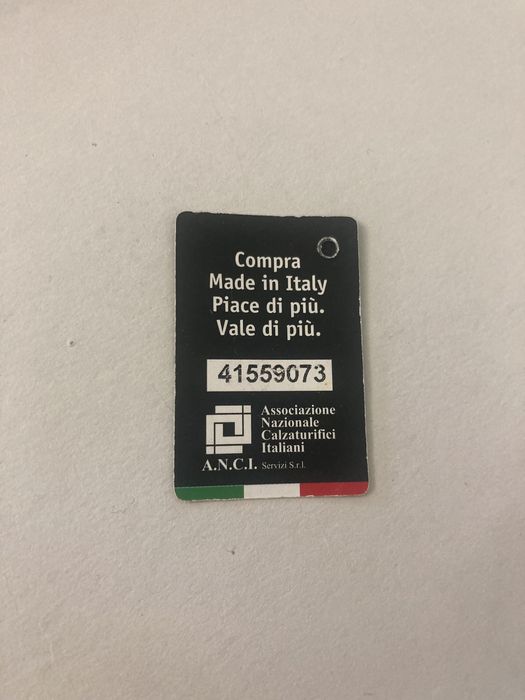 Compra
Made in Italy
Piace di più.
Vale di più.
41559073
Associazione
Nazionale
Calzaturifici
Italiani
A.N.C.I. Servizi S.r.l.